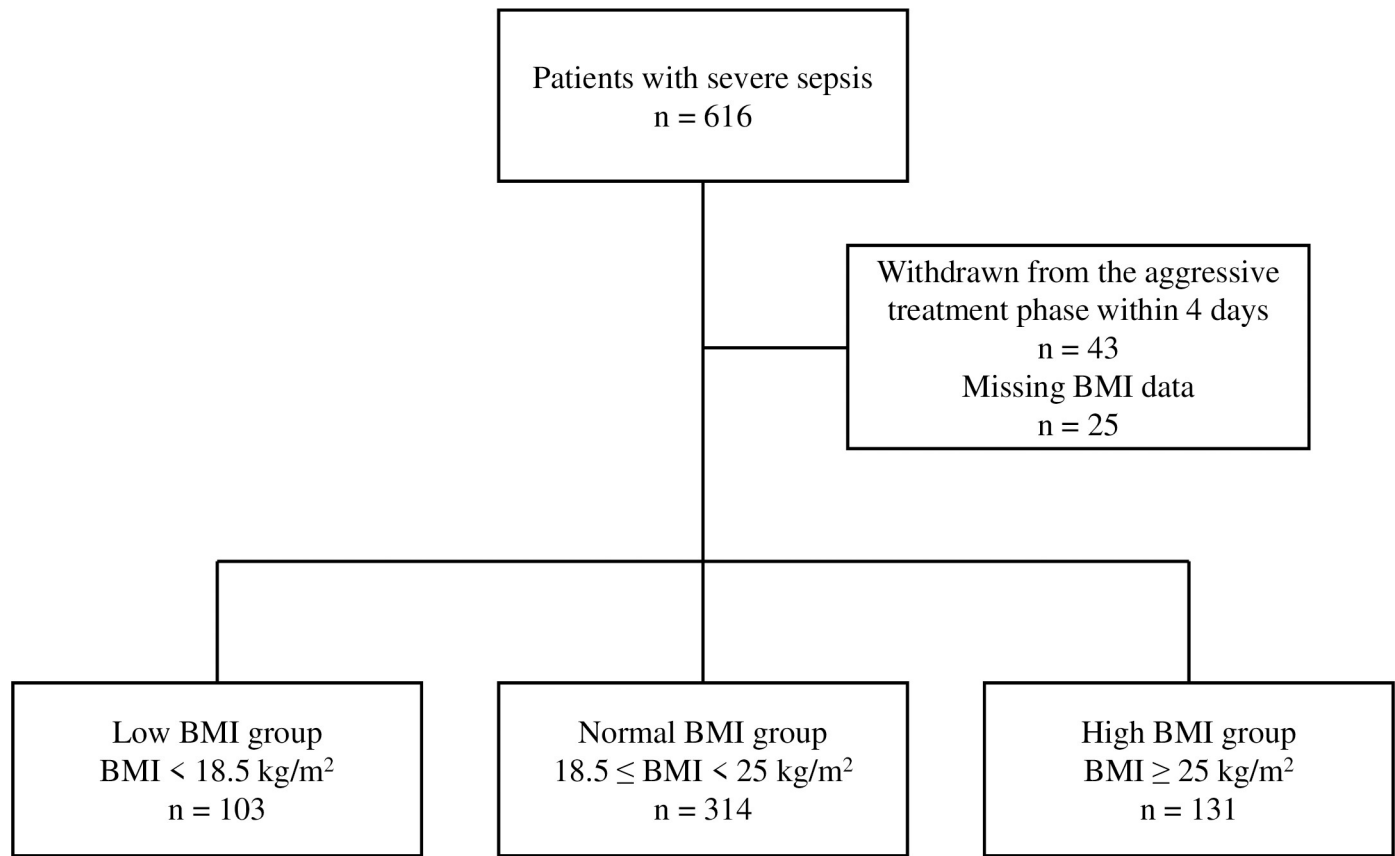 Patients with severe sepsis
n = 616
Withdrawn from the aggressive
treatment phase within 4 days
n = 43
Missing BMI data
n = 25
Low BMI group
BMI < 18.5 kg/m²
n = 103
Normal BMI group
18.5 ≤ BMI < 25 kg/m²
n = 314
High BMI group
BMI ≥ 25 kg/m²
n = 131